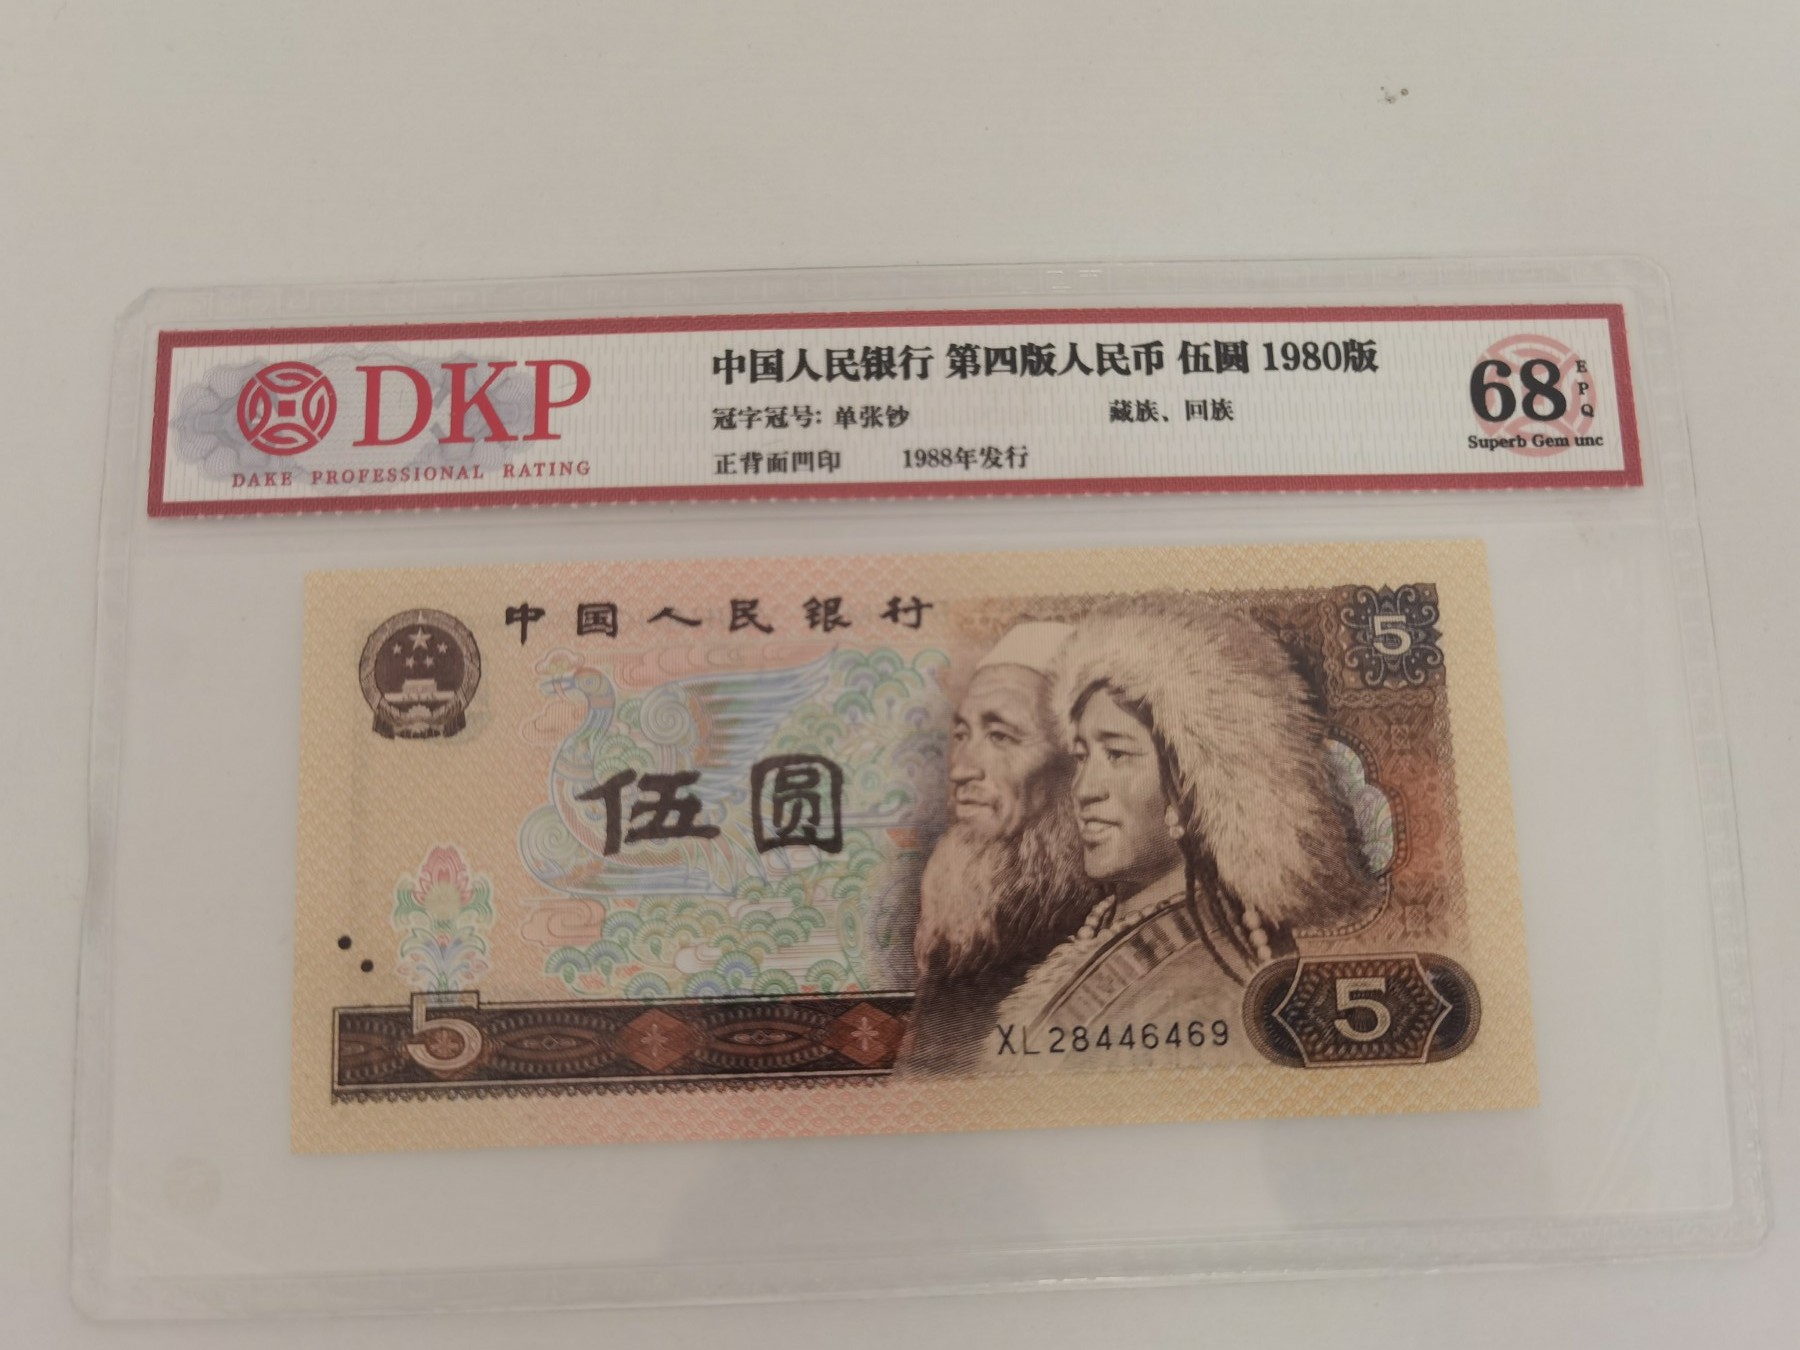 DKP
DAKE PROFESSIONAL RATING
中国人民银行 第四版人民币 伍圆 1980版
冠字冠号: 单张钞 藏族、回族
正背面凹印 1988年发行
68 EPQ
Superb Gem unc
中国人民银行
5
伍圆
5
XL28446469
5